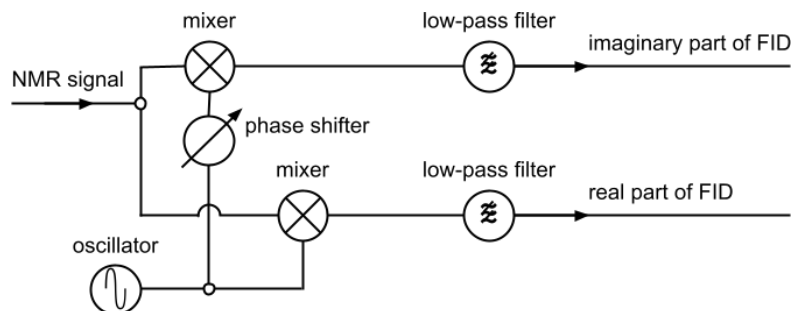 mixer
low-pass filter
imaginary part of FID
NMR signal
phase shifter
mixer
low-pass filter
real part of FID
oscillator